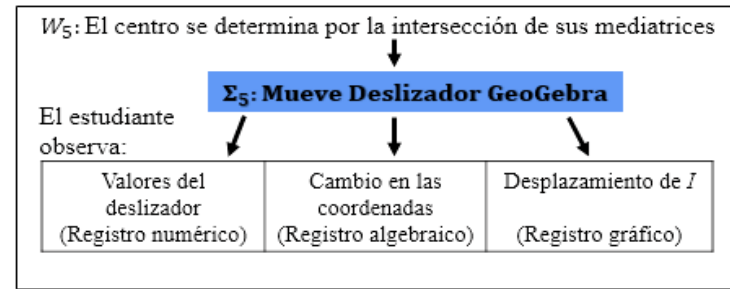 W₅: El centro se determina por la intersección de sus mediatrices
Σ₅: Mueve Deslizador GeoGebra
El estudiante
observa:
Valores del
deslizador
(Registro numérico)
Cambio en las
coordenadas
(Registro algebraico)
Desplazamiento de I
(Registro gráfico)